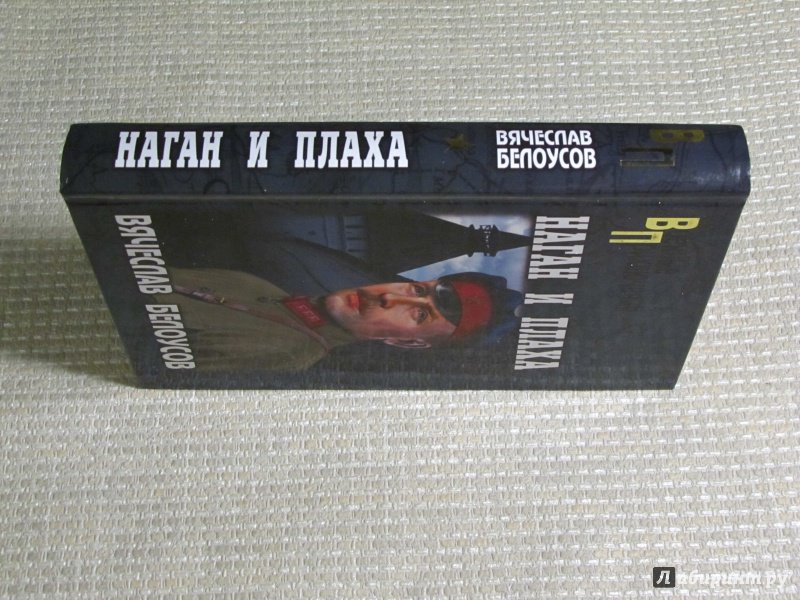 НАГАН И ПЛАХА
ВЯЧЕСЛАВ
БЕЛОУСОВ
ВП
ВЯЧЕСЛАВ БЕЛОУСОВ
НАГАН И ПЛАХА
ВП
Лабиринт.ру